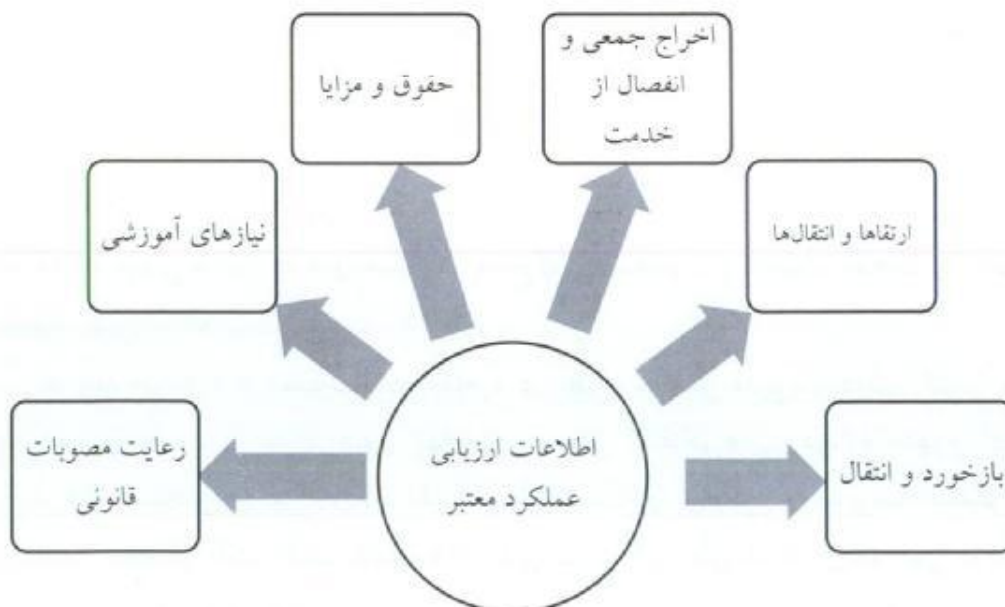 اخراج جمعی و
انفصال از
خدمت
حقوق و مزایا
ارتقاها و انتقال‌ها
نیازهای آموزشی
اطلاعات ارزیابی
عملکرد معتبر
بازخورد و انتقال
رعایت مصوبات
قانونی